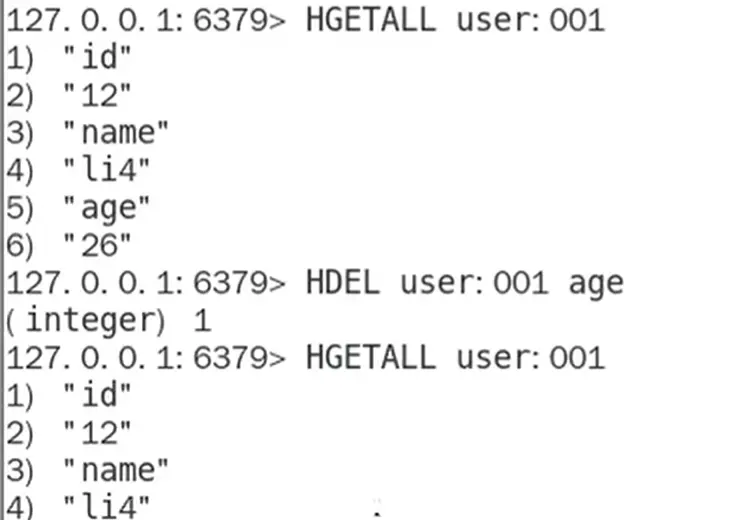 127.0.0.1:6379> HGETALL user:001
1) "id"
2) "12"
3) "name"
4) "li4"
5) "age"
6) "26"
127.0.0.1:6379> HDEL user:001 age
(integer) 1
127.0.0.1:6379> HGETALL user:001
1) "id"
2) "12"
3) "name"
4) "li4"